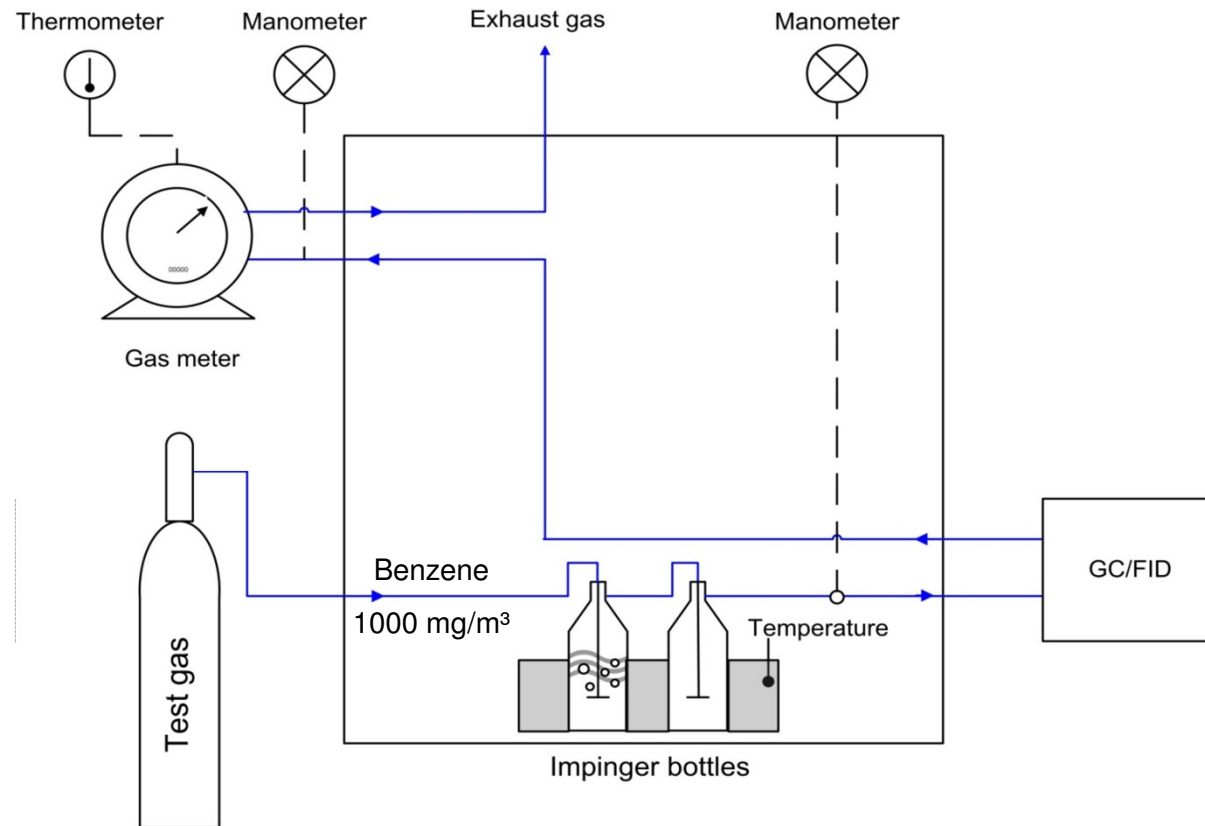 Thermometer
Manometer
Exhaust gas
Manometer
00000
Gas meter
Test gas
Benzene
1000 mg/m³
Temperature
GC/FID
Impinger bottles